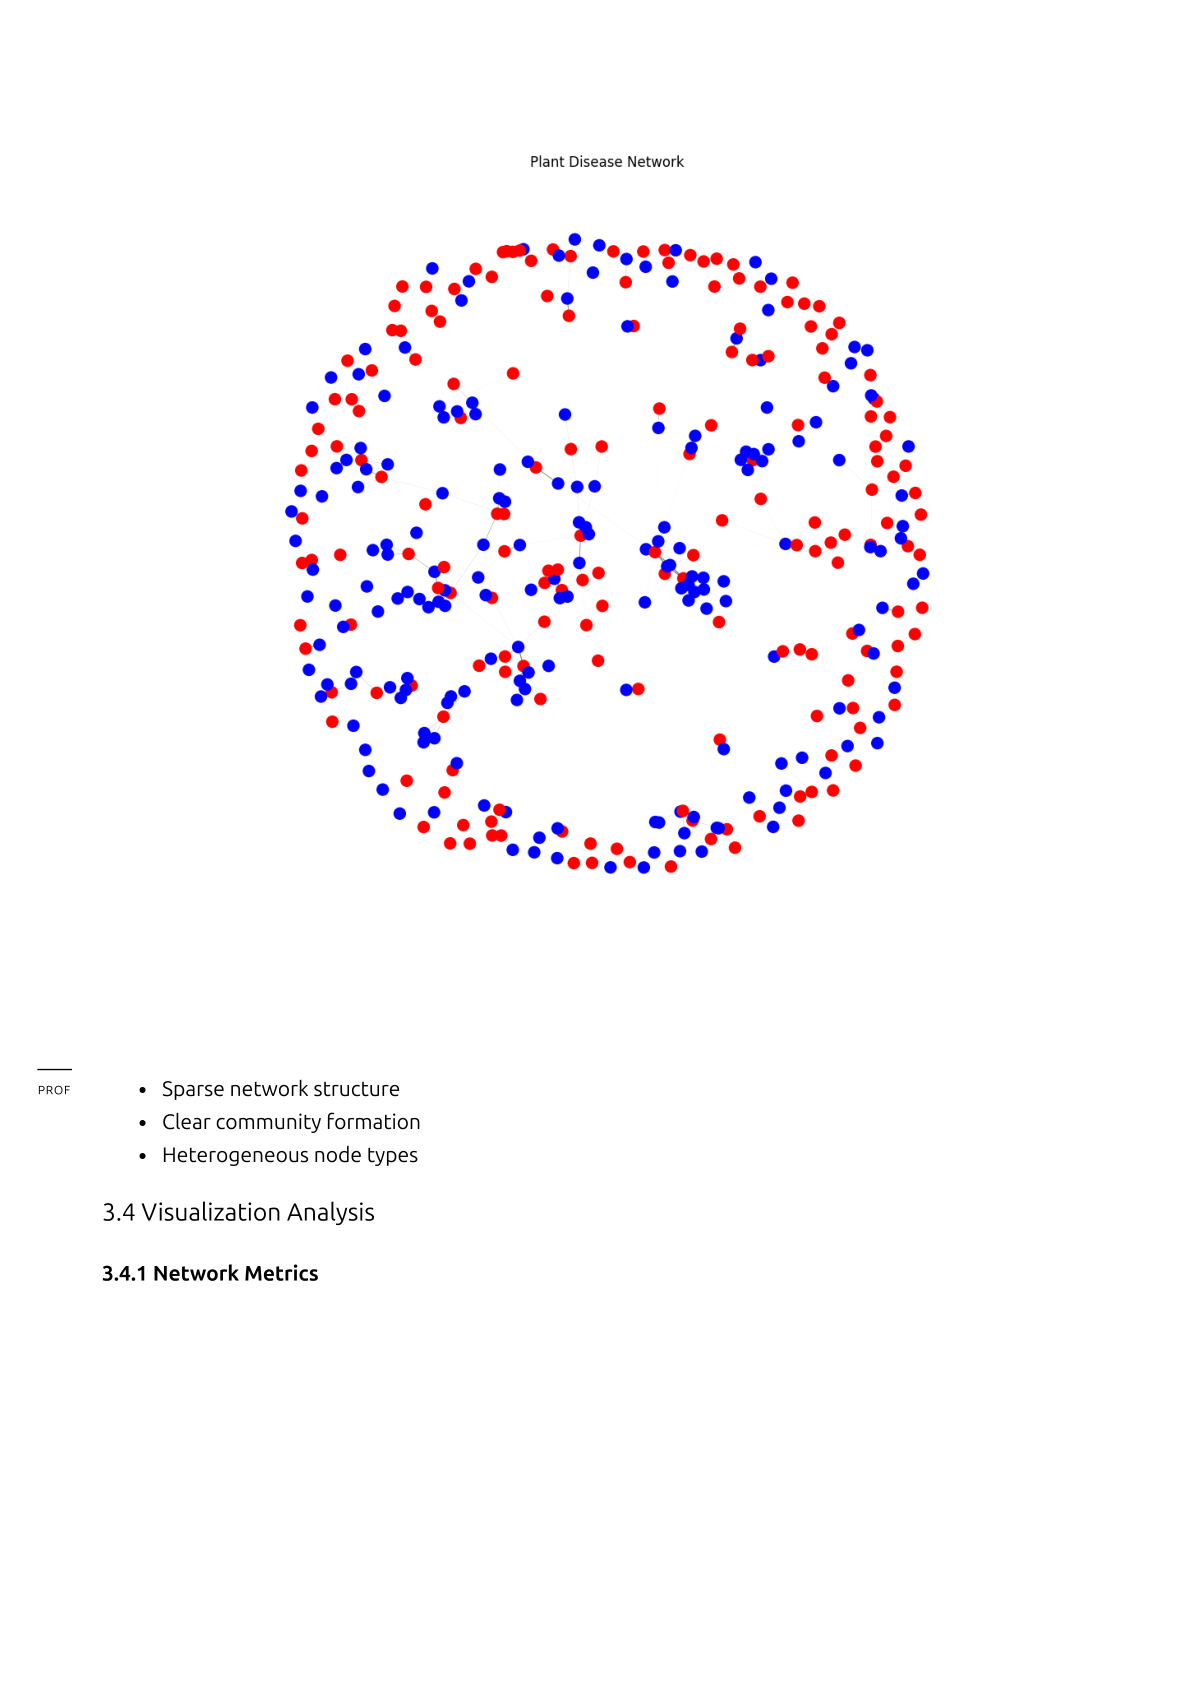 Plant Disease Network
PROF
• Sparse network structure
• Clear community formation
• Heterogeneous node types
3.4 Visualization Analysis
3.4.1 Network Metrics